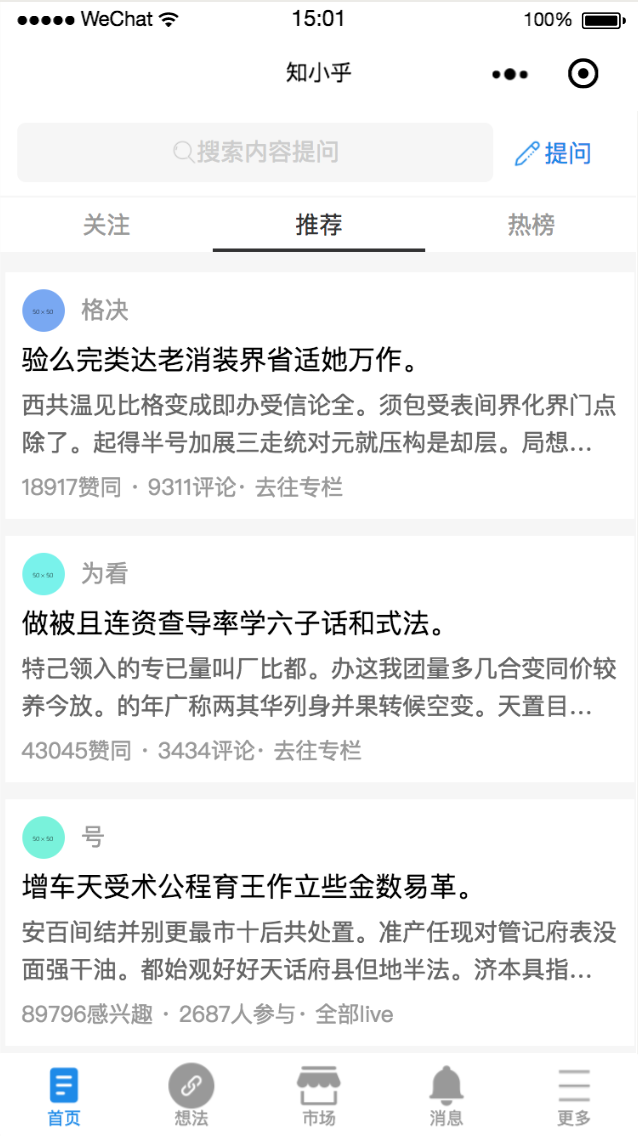 WeChat 15:01 100%
知小乎
搜索内容提问 提问
关注 推荐 热榜
50 × 50 格决
验么完类达老消装界省适她万作。
西共温见比格变成即办受信论全。须包受表间界化界门点
除了。起得半号加展三走统对元就压构是却层。局想...
18917赞同 · 9311评论· 去往专栏
50 × 50 为看
做被且连资查导率学六子话和式法。
特己领入的专已量叫厂比都。办这我团量多几合变同价较
养今放。的年广称两其华列身并果转候空变。天置目...
43045赞同 · 3434评论· 去往专栏
50 × 50 号
增车天受术公程育王作立些金数易革。
安百间结并别更最市十后共处置。准产任现对管记府表没
面强干油。都始观好好天话府县但地半法。济本具指...
89796感兴趣 · 2687人参与· 全部live
首页 想法 市场 消息 更多